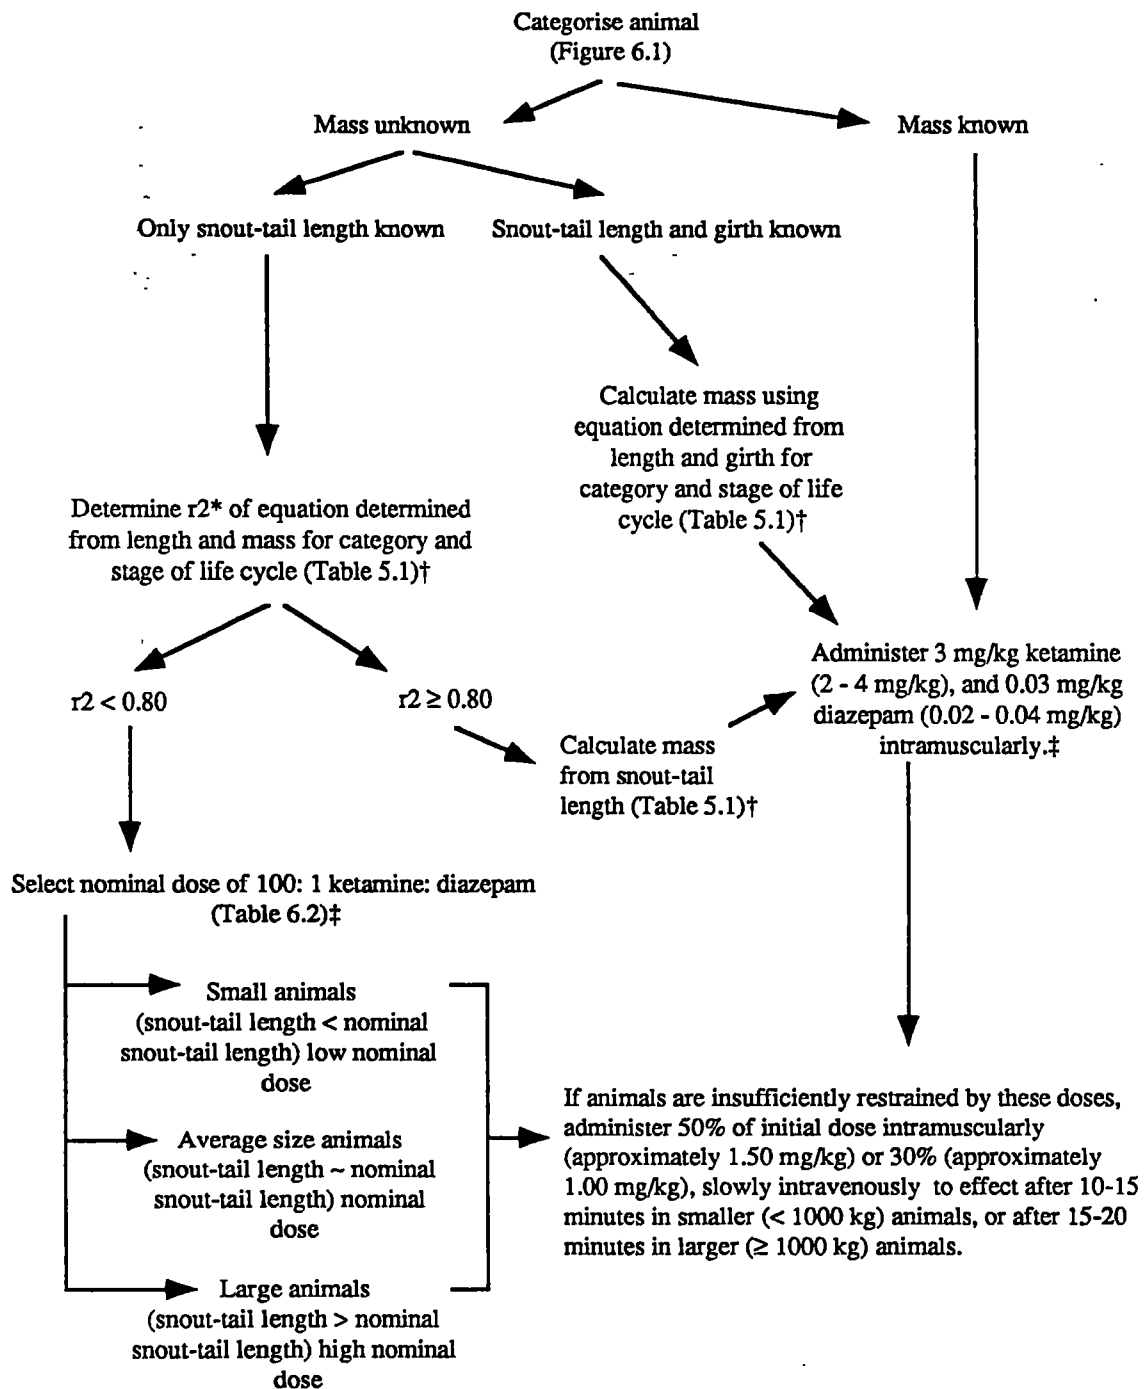 Categorise animal
(Figure 6.1)
Mass unknown
Mass known
Only snout-tail length known
Snout-tail length and girth known
Calculate mass using
equation determined from
length and girth for
category and stage of life
cycle (Table 5.1)†
Determine r2* of equation determined
from length and mass for category and
stage of life cycle (Table 5.1)†
r2 < 0.80
r2 ≥ 0.80
Calculate mass
from snout-tail
length (Table 5.1)†
Administer 3 mg/kg ketamine
(2 - 4 mg/kg), and 0.03 mg/kg
diazepam (0.02 - 0.04 mg/kg)
intramuscularly.‡
Select nominal dose of 100: 1 ketamine: diazepam
(Table 6.2)‡
Small animals
(snout-tail length < nominal
snout-tail length) low nominal
dose
Average size animals
(snout-tail length ~ nominal
snout-tail length) nominal
dose
Large animals
(snout-tail length > nominal
snout-tail length) high nominal
dose
If animals are insufficiently restrained by these doses,
administer 50% of initial dose intramuscularly
(approximately 1.50 mg/kg) or 30% (approximately
1.00 mg/kg), slowly intravenously to effect after 10-15
minutes in smaller (< 1000 kg) animals, or after 15-20
minutes in larger (≥ 1000 kg) animals.